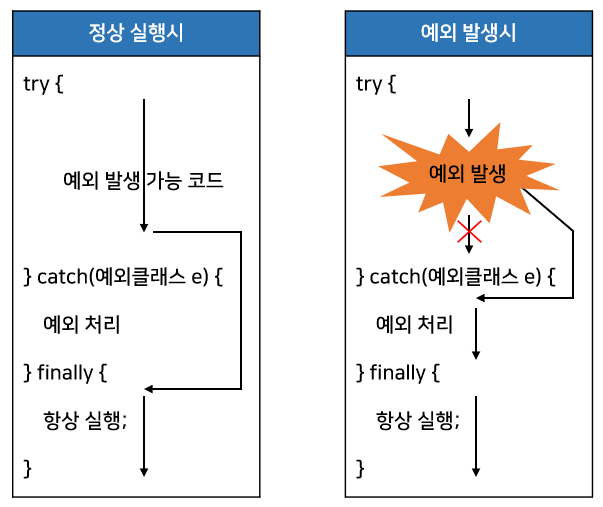 정상 실행시
try {
예외 발생 가능 코드
} catch(예외클래스 e) {
예외 처리
} finally {
항상 실행;
}
예외 발생시
try {
예외 발생
} catch(예외클래스 e) {
예외 처리
} finally {
항상 실행;
}